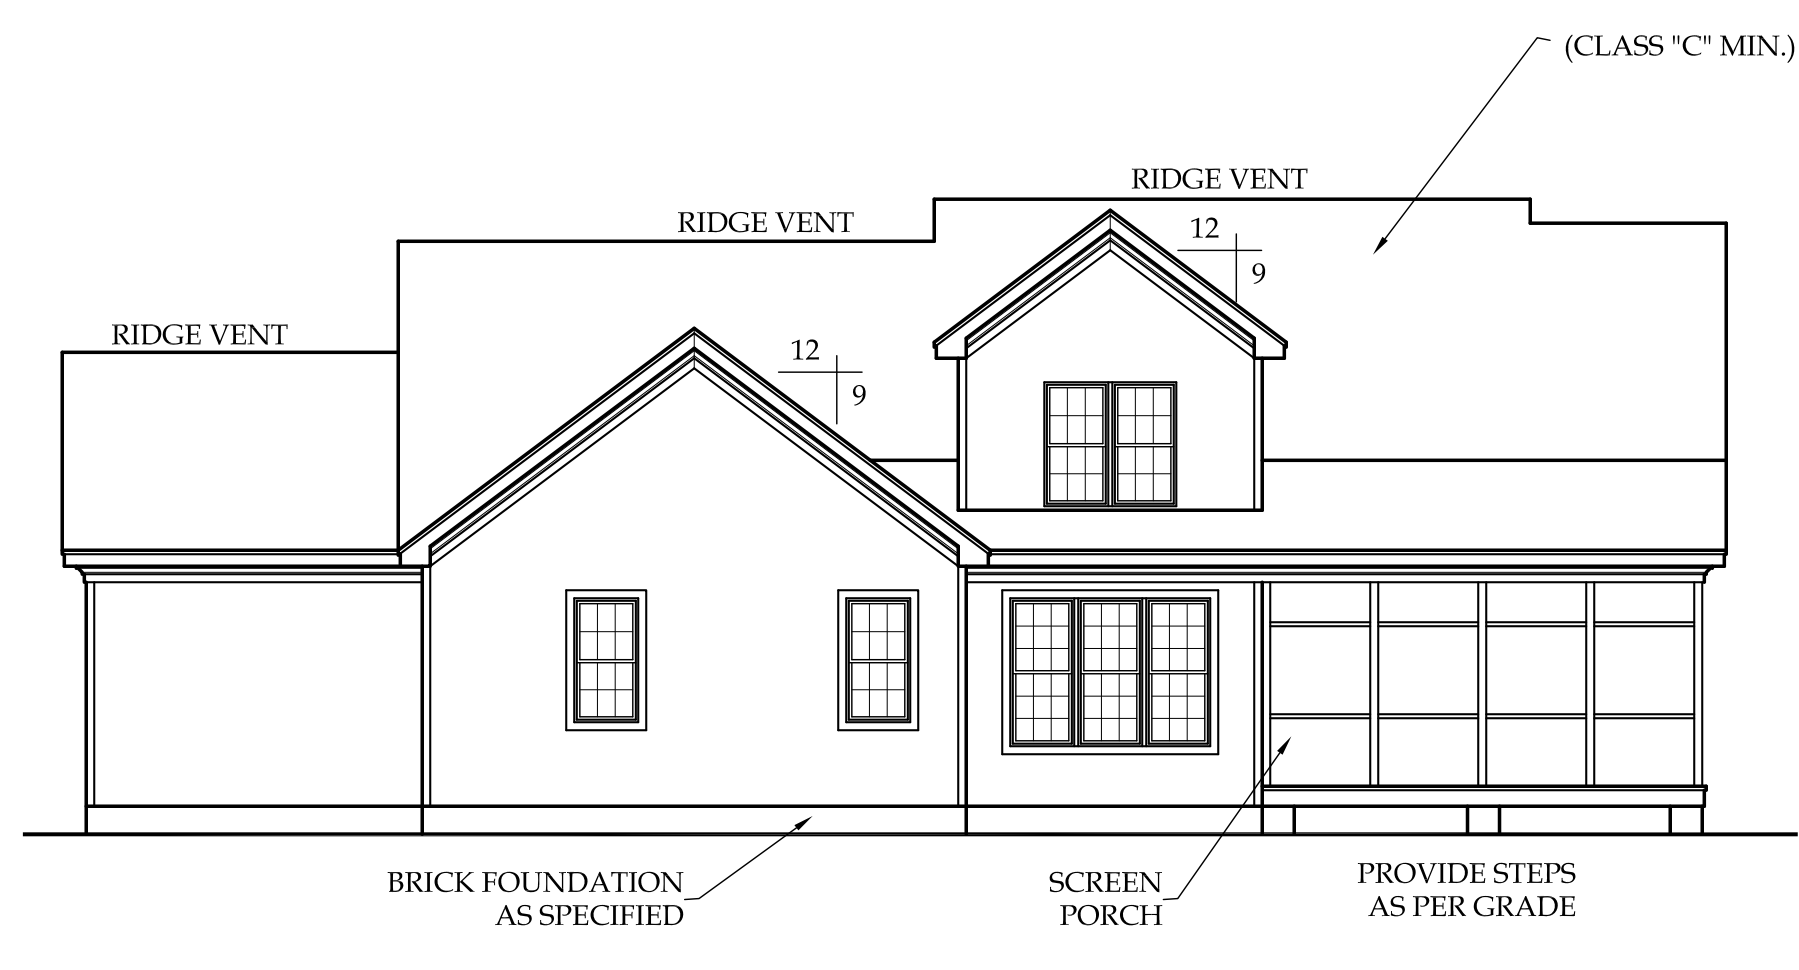 (CLASS "C" MIN.)
RIDGE VENT
RIDGE VENT
12
9
RIDGE VENT
12
9
BRICK FOUNDATION
AS SPECIFIED
SCREEN
PORCH
PROVIDE STEPS
AS PER GRADE